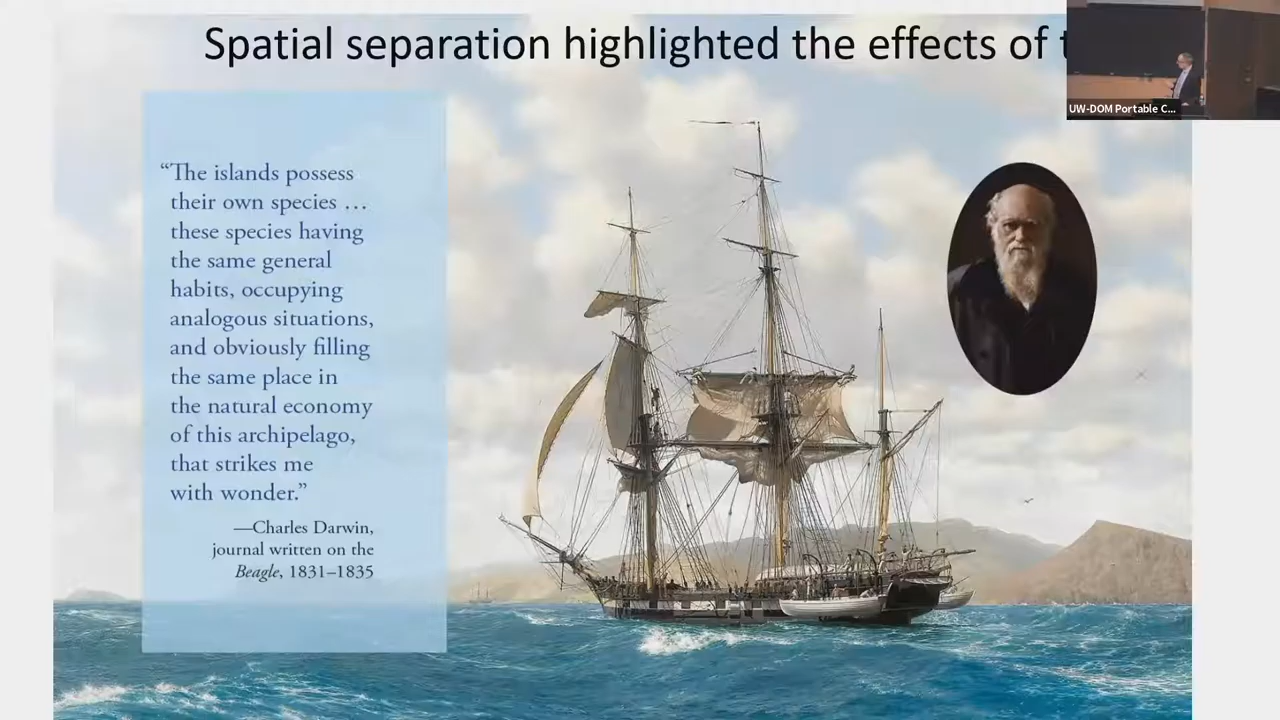 Spatial separation highlighted the effects of
UW-DOM Portable C...
“The islands possess
their own species …
these species having
the same general
habits, occupying
analogous situations,
and obviously filling
the same place in
the natural economy
of this archipelago,
that strikes me
with wonder.”
—Charles Darwin,
journal written on the
Beagle, 1831–1835